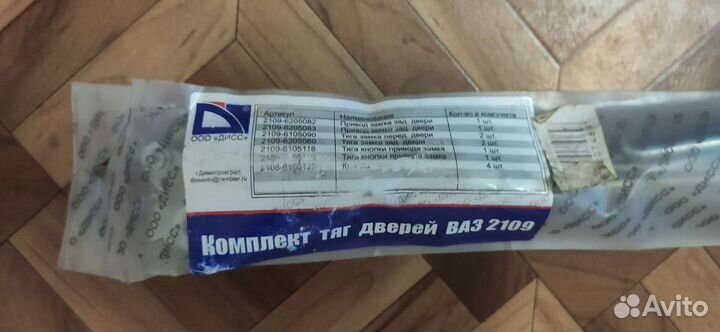 Артикул Наименование Кол-во в комплекте
2109-6205082 Привод замка зад. двери 1 шт.
2109-6205083 Привод замка зад. двери 1 шт.
2109-6105090 Тяга замка перед. двери 2 шт.
2109-6205080 Тяга замка зад. двери 2 шт.
2109-6105118 Тяга кнопки привода замка 1 шт.
Тяга кнопки привода замка 1 шт.
4 шт.
ООО «ДИСС»
г.Димитровград
dissavto@rambler.ru
Комплект тяг дверей ВАЗ 2109
ООО «ДИСС»
Avito